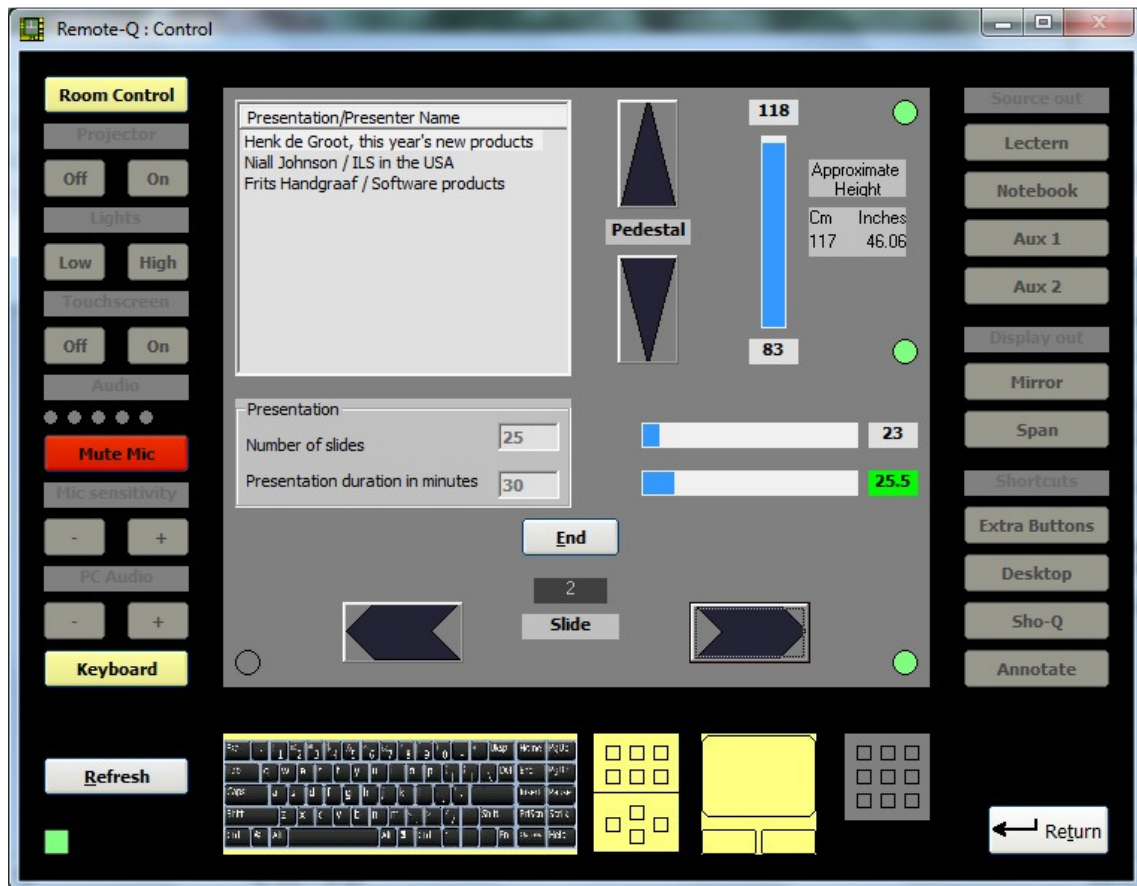 Remote-Q : Control
Room Control
Projector
Off On
Lights
Low High
Touchscreen
Off On
Audio
Mute Mic
Mic sensitivity
- +
PC Audio
- +
Keyboard
Refresh
Presentation/Presenter Name
Henk de Groot, this year's new products
Niall Johnson / ILS in the USA
Frits Handgraaf / Software products
Pedestal
118
83
Approximate
Height
Cm Inches
117 46.06
Presentation
Number of slides 25
Presentation duration in minutes 30
23
25.5
End
2
Slide
Source out
Lectern
Notebook
Aux 1
Aux 2
Display out
Mirror
Span
Shortcuts
Extra Buttons
Desktop
Sho-Q
Annotate
Return